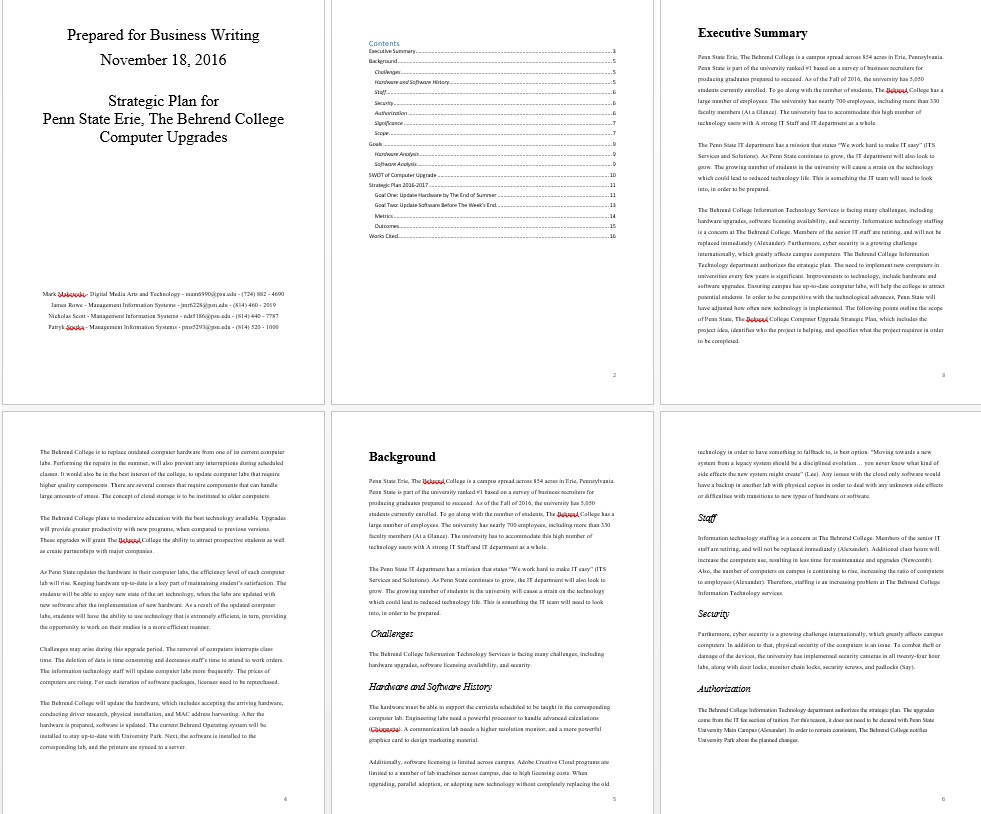 Prepared for Business Writing
November 18, 2016
Strategic Plan for
Penn State Erie, The Behrend College
Computer Upgrades
Mark Makowski - Digital Media Arts and Technology - mam6990@psu.edu - (724) 882 - 4690
James Rowe - Management Information Systems - jmr6228@psu.edu - (814) 460 - 2019
Nicholas Scott - Management Information Systems - nds5186@psu.edu - (814) 440 - 7787
Patryk - Management Information Systems - pms5293@psu.edu - (814) 520 - 1000
Contents
Executive Summary 3
Background 5
Challenges 5
Hardware and Software History 5
Staff 6
Security 6
Authorization 6
Significance 7
Scope 7
Goals 9
Hardware Analysis 9
Software Analysis 9
SWOT of Computer Upgrade 10
Strategic Plan 2016-2017 11
Goal One: Update Hardware by The End of Summer 11
Goal Two: Update Software Before The Week's End 13
Metrics 14
Outcomes 15
Works Cited 16
2
Executive Summary
Penn State Erie, The Behrend College is a campus spread across 854 acres in Erie, Pennsylvania.
Penn State is part of the university ranked #1 based on a survey of business recruiters for
producing graduates prepared to succeed. As of the Fall of 2016, the university has 5,050
students currently enrolled. To go along with the number of students, The Behrend College has a
large number of employees. The university has nearly 700 employees, including more than 330
faculty members (At a Glance). The university has to accommodate this high number of
technology users with A strong IT Staff and IT department as a whole.
The Penn State IT department has a mission that states “We work hard to make IT easy” (ITS
Services and Solutions). As Penn State continues to grow, the IT department will also look to
grow. The growing number of students in the university will cause a strain on the technology
which could lead to reduced technology life. This is something the IT team will need to look
into, in order to be prepared.
The Behrend College Information Technology Services is facing many challenges, including
hardware upgrades, software licensing availability, and security. Information technology staffing
is a concern at The Behrend College. Members of the senior IT staff are retiring, and will not be
replaced immediately (Alexander). Furthermore, cyber security is a growing challenge
internationally, which greatly affects campus computers. The Behrend College Information
Technology department authorizes the strategic plan. The need to implement new computers in
universities every few years is significant. Improvements to technology, include hardware and
software upgrades. Ensuring campus has up-to-date computer labs, will help the college to attract
potential students. In order to be competitive with the technological advances, Penn State will
have adjusted how often new technology is implemented. The following points outline the scope
of Penn State, The Behrend College Computer Upgrade Strategic Plan, which includes the
project idea, identifies who the project is helping, and specifies what the project requires in order
to be completed.
3
The Behrend College is to replace outdated computer hardware from one of its current computer
labs. Performing the repairs in the summer, will also prevent any interruptions during scheduled
classes. It would also be in the best interest of the college, to update computer labs that require
higher quality components. There are several courses that require components that can handle
large amounts of stress. The concept of cloud storage is to be instituted to older computers.
The Behrend College plans to modernize education with the best technology available. Upgrades
will provide greater productivity with new programs, when compared to previous versions.
These upgrades will grant The Behrend College the ability to attract prospective students as well
as create partnerships with major companies.
As Penn State updates the hardware in their computer labs, the efficiency level of each computer
lab will rise. Keeping hardware up-to-date is a key part of maintaining student's satisfaction. The
students will be able to enjoy new state of the art technology, when the labs are updated with
new software after the implementation of new hardware. As a result of the updated computer
labs, students will have the ability to use technology that is extremely efficient, in turn, providing
the opportunity to work on their studies in a more efficient manner.
Challenges may arise during this upgrade period. The removal of computers interrupts class
time. The deletion of data is time consuming and decreases staff's time to attend to work orders.
The information technology staff will update computer labs more frequently. The prices of
computers are rising. For each iteration of software packages, licenses need to be repurchased.
The Behrend College will update the hardware, which includes accepting the arriving hardware,
conducting driver research, physical installation, and MAC address harvesting. After the
hardware is prepared, software is updated. The current Behrend Operating system will be
installed to stay up-to-date with University Park. Next, the software is installed to the
corresponding lab, and the printers are synced to a server.
4
Background
Penn State Erie, The Behrend College is a campus spread across 854 acres in Erie, Pennsylvania.
Penn State is part of the university ranked #1 based on a survey of business recruiters for
producing graduates prepared to succeed. As of the Fall of 2016, the university has 5,050
students currently enrolled. To go along with the number of students, The Behrend College has a
large number of employees. The university has nearly 700 employees, including more than 330
faculty members (At a Glance). The university has to accommodate this high number of
technology users with A strong IT Staff and IT department as a whole.
The Penn State IT department has a mission that states “We work hard to make IT easy” (ITS
Services and Solutions). As Penn State continues to grow, the IT department will also look to
grow. The growing number of students in the university will cause a strain on the technology
which could lead to reduced technology life. This is something the IT team will need to look
into, in order to be prepared.
Challenges
The Behrend College Information Technology Services is facing many challenges, including
hardware upgrades, software licensing availability, and security.
Hardware and Software History
The hardware must be able to support the curricula scheduled to be taught in the corresponding
computer lab. Engineering labs need a powerful processor to handle advanced calculations
A communication lab needs a higher resolution monitor, and a more powerful
graphics card to design marketing material.
Additionally, software licensing is limited across campus. Adobe Creative Cloud programs are
limited to a number of lab machines across campus, due to high licensing costs. When
upgrading, parallel adoption, or adopting new technology without completely replacing the old
5
technology in order to have something to fallback to, is best option. “Moving towards a new
system from a legacy system should be a disciplined evolution… you never know what kind of
side effects the new system might create” (Lee). Any issues with the cloud only software would
have a backup in another lab with physical copies in order to deal with any unknown side effects
or difficulties with transitions to new types of hardware or software.
Staff
Information technology staffing is a concern at The Behrend College. Members of the senior IT
staff are retiring, and will not be replaced immediately (Alexander). Additional class hours will
increase the computers use, resulting in less time for maintenance and upgrades (Newcomb).
Also, the number of computers on campus is continuing to rise, increasing the ratio of computers
to employees (Alexander). Therefore, staffing is an increasing problem at The Behrend College
Information Technology services.
Security
Furthermore, cyber security is a growing challenge internationally, which greatly affects campus
computers. In addition to that, physical security of the computers is an issue. To combat theft or
damage of the devices, the university has implemented security cameras in all twenty-four hour
labs, along with door locks, monitor chain locks, security screws, and padlocks (Say).
Authorization
The Behrend College Information Technology department authorizes the strategic plan. The upgrades
come from the IT fee section of tuition. For this reason, it does not need to be cleared with Penn State
University Main Campus (Alexander). In order to remain consistent, The Behrend College notifies
University Park about the planned changes.
6